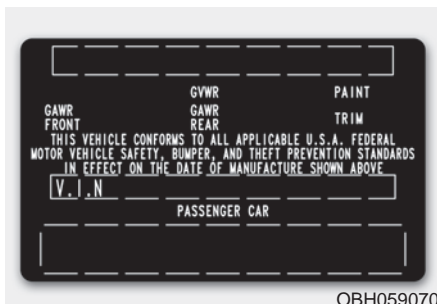 GVWR PAINT
GAWR FRONT GAWR REAR TRIM
THIS VEHICLE CONFORMS TO ALL APPLICABLE U.S.A. FEDERAL
MOTOR VEHICLE SAFETY, BUMPER, AND THEFT PREVENTION STANDARDS
IN EFFECT ON THE DATE OF MANUFACTURE SHOWN ABOVE
V.I.N
PASSENGER CAR
OBH059070